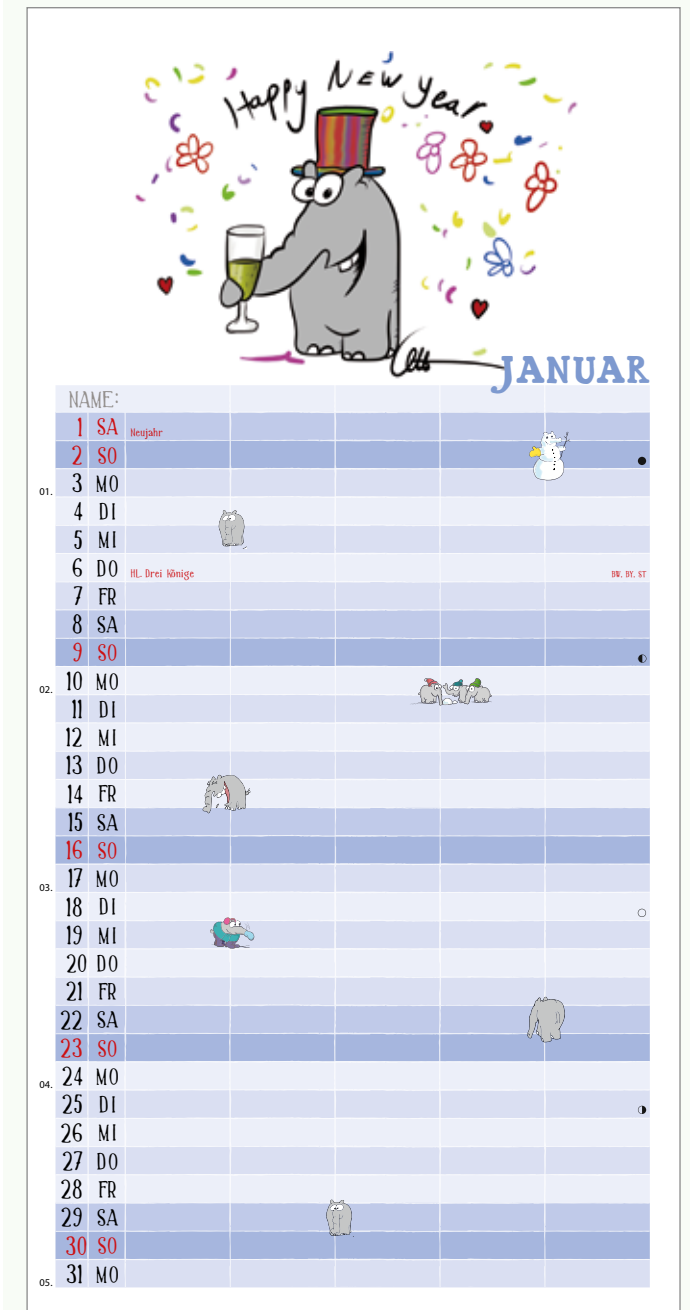 Happy New Year
Otto
JANUAR
NAME:
1 SA Neujahr
2 SO
01. 3 MO
4 DI
5 MI
6 DO Hl. Drei Könige BW, BY, ST
7 FR
8 SA
9 SO
02. 10 MO
11 DI
12 MI
13 DO
14 FR
15 SA
16 SO
03. 17 MO
18 DI
19 MI
20 DO
21 FR
22 SA
23 SO
04. 24 MO
25 DI
26 MI
27 DO
28 FR
29 SA
30 SO
05. 31 MO